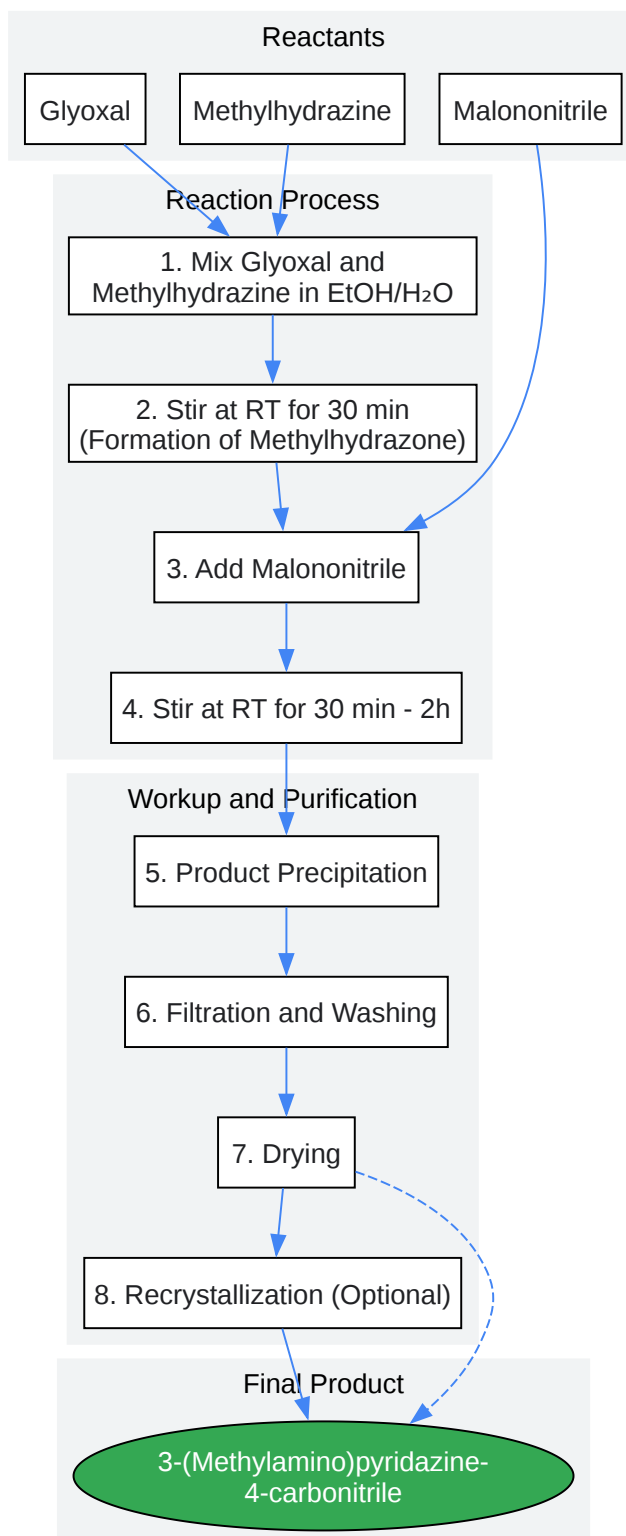 Reactants
Glyoxal
Methylhydrazine
Malononitrile
Reaction Process
1. Mix Glyoxal and
Methylhydrazine in EtOH/H₂O
2. Stir at RT for 30 min
(Formation of Methylhydrazone)
3. Add Malononitrile
4. Stir at RT for 30 min - 2h
Workup and Purification
5. Product Precipitation
6. Filtration and Washing
7. Drying
8. Recrystallization (Optional)
Final Product
3-(Methylamino)pyridazine-
4-carbonitrile